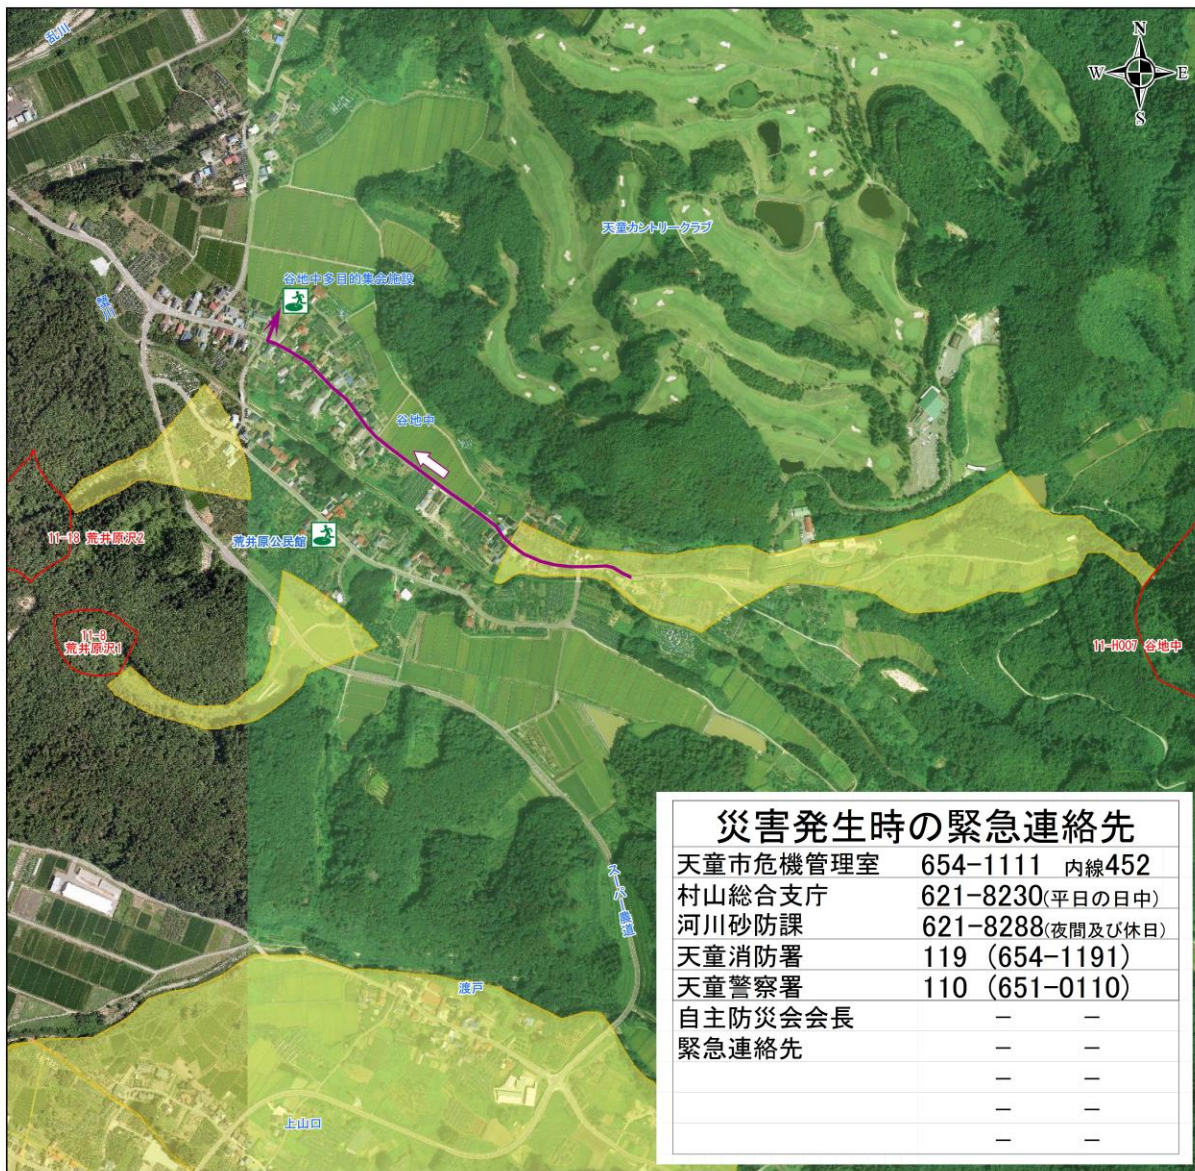 乱川
N
W
E
S
天童カントリークラブ
谷地中多目的集会施設
蟹川
谷地中
11-18 荒井原沢2
荒井原公民館
11-8
荒井原沢1
11-H007 谷地中
スーパー農道
渡戸
上山口
災害発生時の緊急連絡先
天童市危機管理室 654-1111 内線452
村山総合支庁 621-8230(平日の日中)
河川砂防課 621-8288(夜間及び休日)
天童消防署 119 (654-1191)
天童警察署 110 (651-0110)
自主防災会会長 － －
緊急連絡先 － －
－ －
－ －
－ －